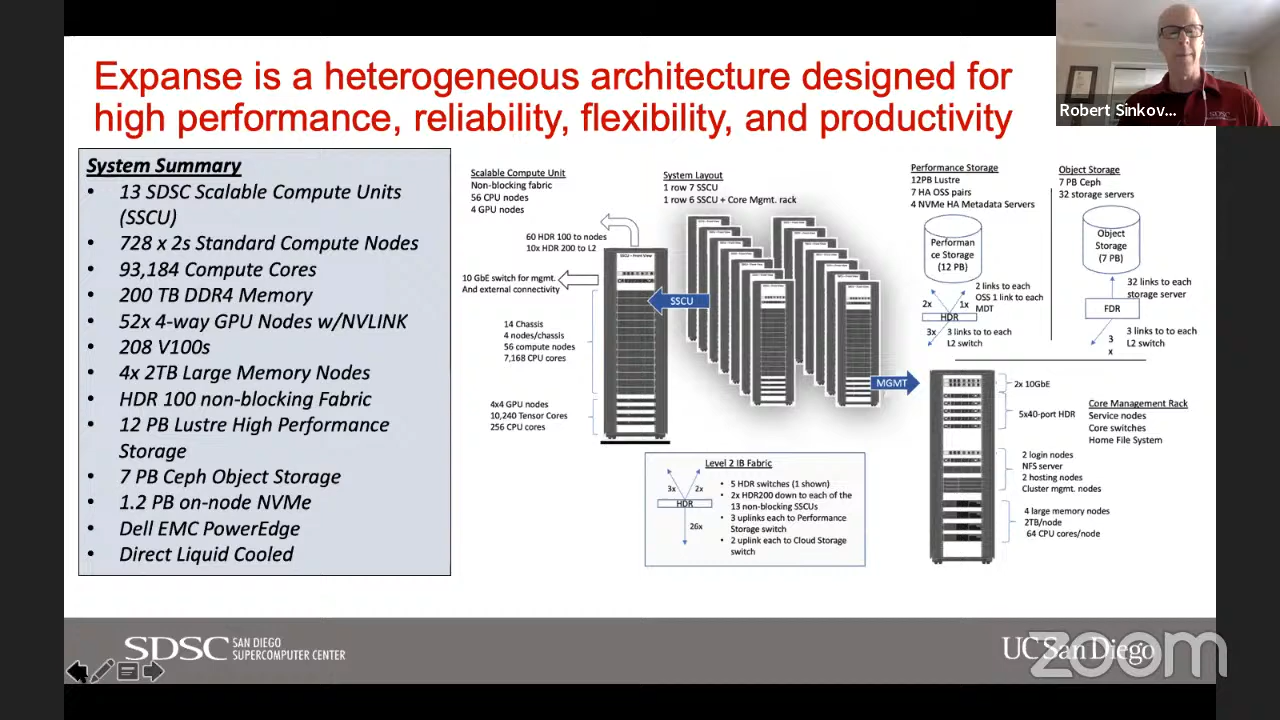 Expanse is a heterogeneous architecture designed for
high performance, reliability, flexibility, and productivity
Robert Sinkov...
System Summary
• 13 SDSC Scalable Compute Units
(SSCU)
• 728 x 2s Standard Compute Nodes
• 93,184 Compute Cores
• 200 TB DDR4 Memory
• 52x 4-way GPU Nodes w/NVLINK
• 208 V100s
• 4x 2TB Large Memory Nodes
• HDR 100 non-blocking Fabric
• 12 PB Lustre High Performance
Storage
• 7 PB Ceph Object Storage
• 1.2 PB on-node NVMe
• Dell EMC PowerEdge
• Direct Liquid Cooled
Scalable Compute Unit
Non-blocking fabric
56 CPU nodes
4 GPU nodes
60 HDR 100 to nodes
10x HDR 200 to L2
10 GbE switch for mgmt.
And external connectivity
14 Chassis
4 nodes/chassis
56 compute nodes
7,168 CPU cores
4x4 GPU nodes
10,240 Tensor Cores
256 CPU cores
System Layout
1 row 7 SSCU
1 row 6 SSCU + Core Mgmt. rack
SSCU
MGMT
Performance Storage
12PB Lustre
7 HA OSS pairs
4 NVMe HA Metadata Servers
Performan
ce Storage
(12 PB)
2x
1x
2 links to each
OSS 1 link to each
MDT
HDR
3x
3 links to to each
L2 switch
Object Storage
7 PB Ceph
32 storage servers
Object
Storage
(7 PB)
32 links to each
storage server
FDR
3
x
3 links to to each
L2 switch
Level 2 IB Fabric
3x
2x
HDR
26x
• 5 HDR switches (1 shown)
• 2x HDR200 down to each of the
13 non-blocking SSCUs
• 3 uplinks each to Performance
Storage switch
• 2 uplink each to Cloud Storage
switch
2x 10GbE
5x40-port HDR
Core Management Rack
Service nodes
Core switches
Home File System
2 login nodes
NFS server
2 hosting nodes
Cluster mgmt. nodes
4 large memory nodes
2TB/node
64 CPU cores/node
SDSC SAN DIEGO
SUPERCOMPUTER CENTER
UC San Diego
zoom